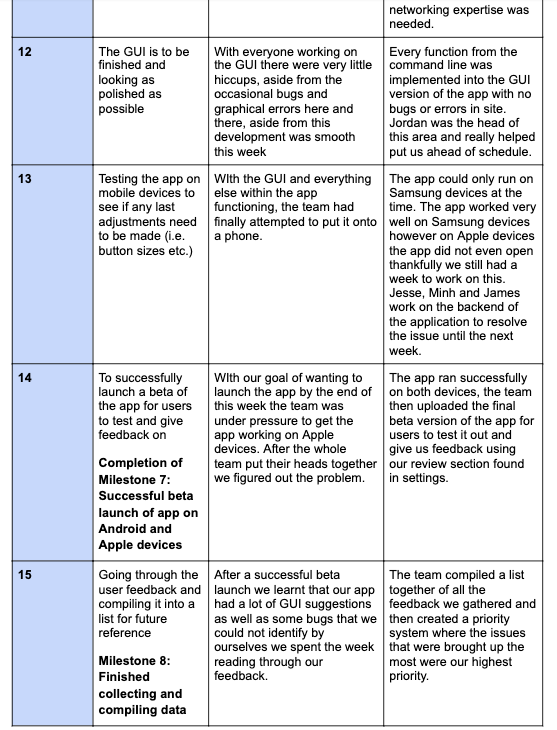 networking expertise was
needed.
12
The GUI is to be
finished and
looking as
polished as
possible
With everyone working on
the GUI there were very little
hiccups, aside from the
occasional bugs and
graphical errors here and
there, aside from this
development was smooth
this week
Every function from the
command line was
implemented into the GUI
version of the app with no
bugs or errors in site.
Jordan was the head of
this area and really helped
put us ahead of schedule.
13
Testing the app on
mobile devices to
see if any last
adjustments need
to be made (i.e.
button sizes etc.)
WIth the GUI and everything
else within the app
functioning, the team had
finally attempted to put it onto
a phone.
The app could only run on
Samsung devices at the
time. The app worked very
well on Samsung devices
however on Apple devices
the app did not even open
thankfully we still had a
week to work on this.
Jesse, Minh and James
work on the backend of
the application to resolve
the issue until the next
week.
14
To successfully
launch a beta of
the app for users
to test and give
feedback on
Completion of
Milestone 7:
Successful beta
launch of app on
Android and
Apple devices
WIth our goal of wanting to
launch the app by the end of
this week the team was
under pressure to get the
app working on Apple
devices. After the whole
team put their heads together
we figured out the problem.
The app ran successfully
on both devices, the team
then uploaded the final
beta version of the app for
users to test it out and
give us feedback using
our review section found
in settings.
15
Going through the
user feedback and
compiling it into a
list for future
reference
Milestone 8:
Finished
collecting and
compiling data
After a successful beta
launch we learnt that our app
had a lot of GUI suggestions
as well as some bugs that we
could not identify by
ourselves we spent the week
reading through our
feedback.
The team compiled a list
together of all the
feedback we gathered and
then created a priority
system where the issues
that were brought up the
most were our highest
priority.